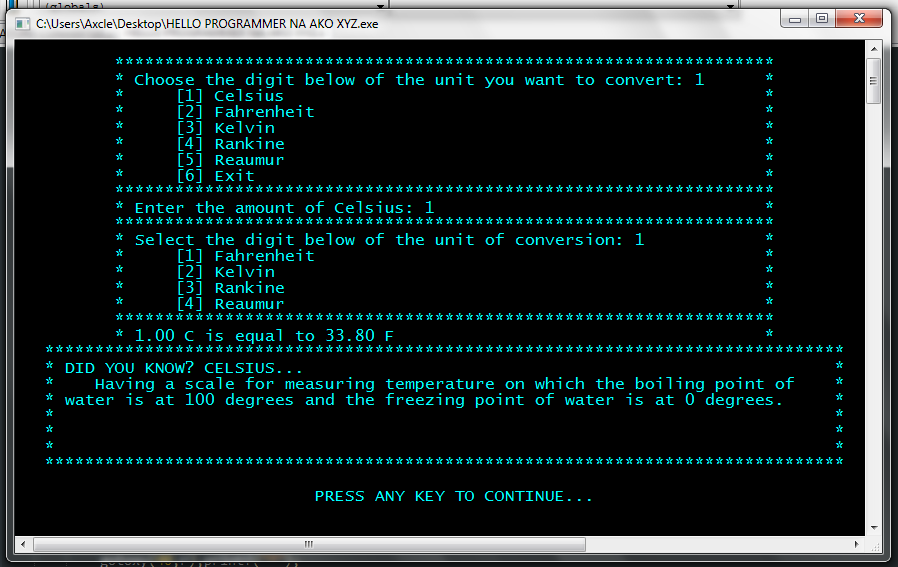 (globals)
C:\Users\Axcle\Desktop\HELLO PROGRAMMER NA AKO XYZ.exe
******************************************************************
* Choose the digit below of the unit you want to convert: 1 *
* [1] Celsius *
* [2] Fahrenheit *
* [3] Kelvin *
* [4] Rankine *
* [5] Reaumur *
* [6] Exit *
******************************************************************
* Enter the amount of Celsius: 1 *
******************************************************************
* Select the digit below of the unit of conversion: 1 *
* [1] Fahrenheit *
* [2] Kelvin *
* [3] Rankine *
* [4] Reaumur *
******************************************************************
* 1.00 C is equal to 33.80 F *
********************************************************************************
* DID YOU KNOW? CELSIUS... *
* Having a scale for measuring temperature on which the boiling point of *
* water is at 100 degrees and the freezing point of water is at 0 degrees. *
* *
* *
* *
********************************************************************************
PRESS ANY KEY TO CONTINUE...